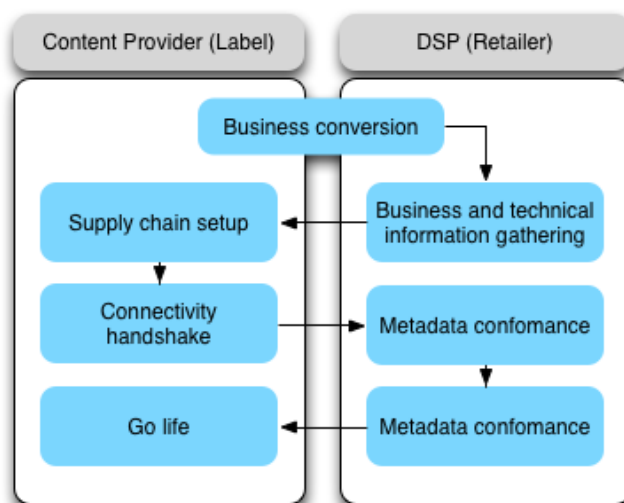 Content Provider (Label)
DSP (Retailer)
Business conversion
Supply chain setup
Business and technical
information gathering
Connectivity
handshake
Metadata confomance
Go life
Metadata confomance